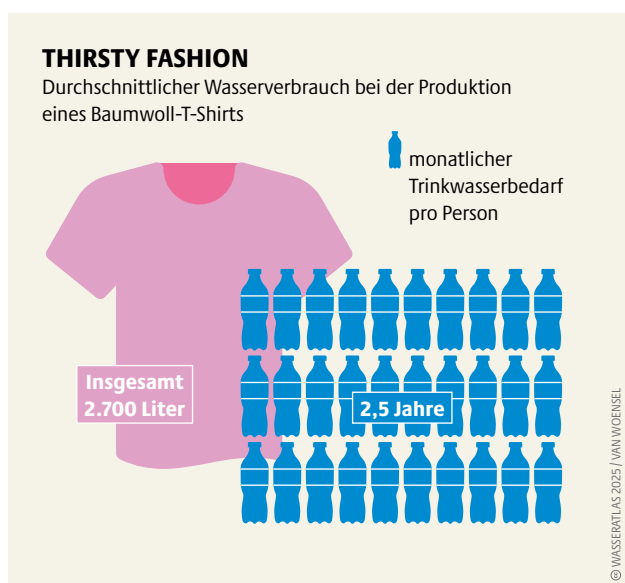 THIRSTY FASHION
Durchschnittlicher Wasserverbrauch bei der Produktion
eines Baumwoll-T-Shirts
monatlicher
Trinkwasserbedarf
pro Person
Insgesamt
2.700 Liter
2,5 Jahre
🄯 WASSERATLAS 2025 / VAN WOENSEL